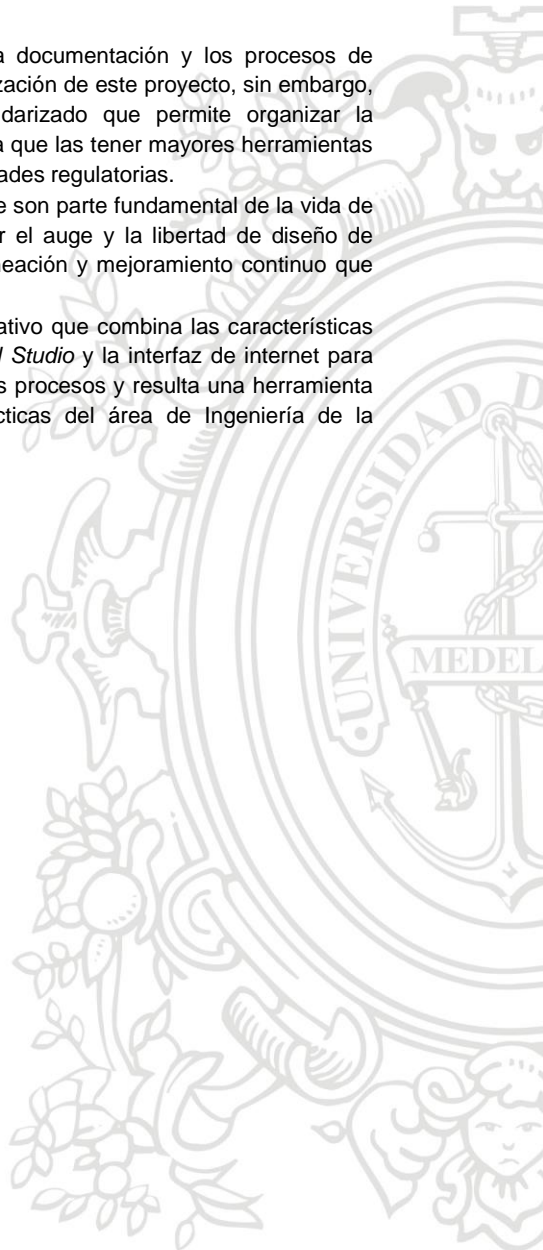 a documentación y los procesos de
zación de este proyecto, sin embargo,
darizado que permite organizar la
a que las tener mayores herramientas
ades regulatorias.
e son parte fundamental de la vida de
r el auge y la libertad de diseño de
neación y mejoramiento continuo que
ativo que combina las características
l Studio y la interfaz de internet para
s procesos y resulta una herramienta
cticas del área de Ingeniería de la
UNIVERSIDAD D
MEDEL